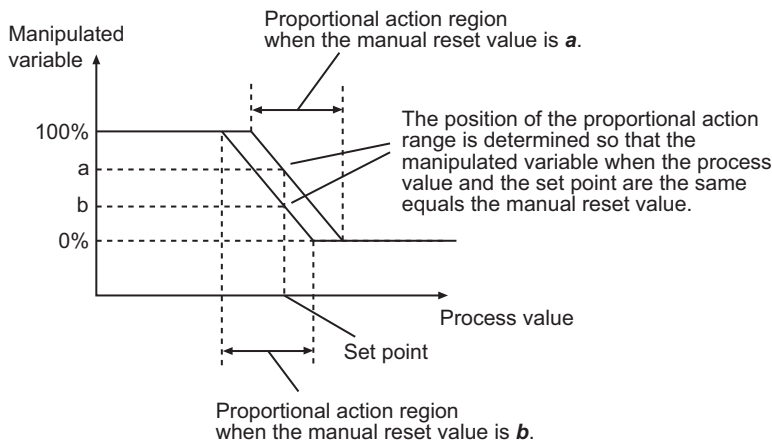 Proportional action region
when the manual reset value is a.
Manipulated
variable
The position of the proportional action
range is determined so that the
manipulated variable when the process
value and the set point are the same
equals the manual reset value.
100%
a
b
0%
Process value
Set point
Proportional action region
when the manual reset value is b.